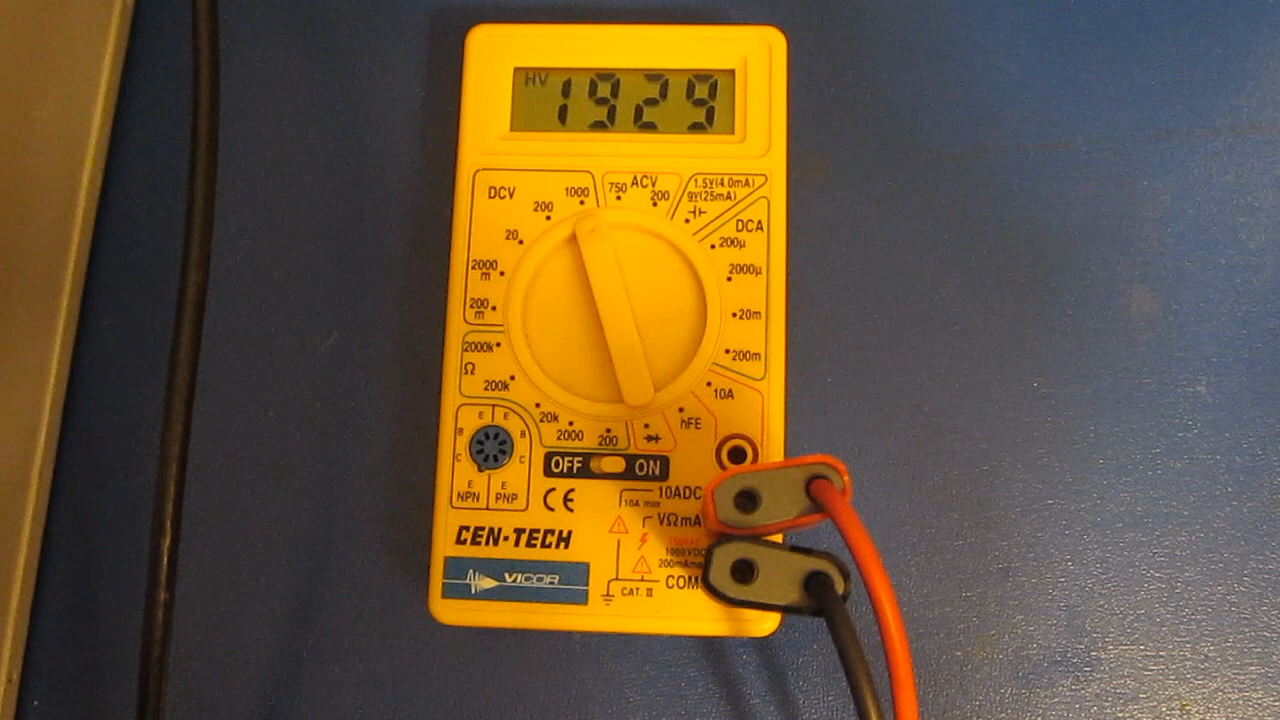 HV 1929
DCV
1000
750
ACV
200
1.5V(4.0mA)
9V(25mA)
200
20
2000
m
200
m
DCA
200µ
2000µ
20m
200m
10A
2000k
Ω
200k
20k
2000
200
hFE
E E
B B
C C
E E
NPN PNP
OFF ON
CE
10ADC
10A max
VΩmA
750VAC
1000VDC
200mAmax
COM
CAT. II
CEN-TECH
VICOR